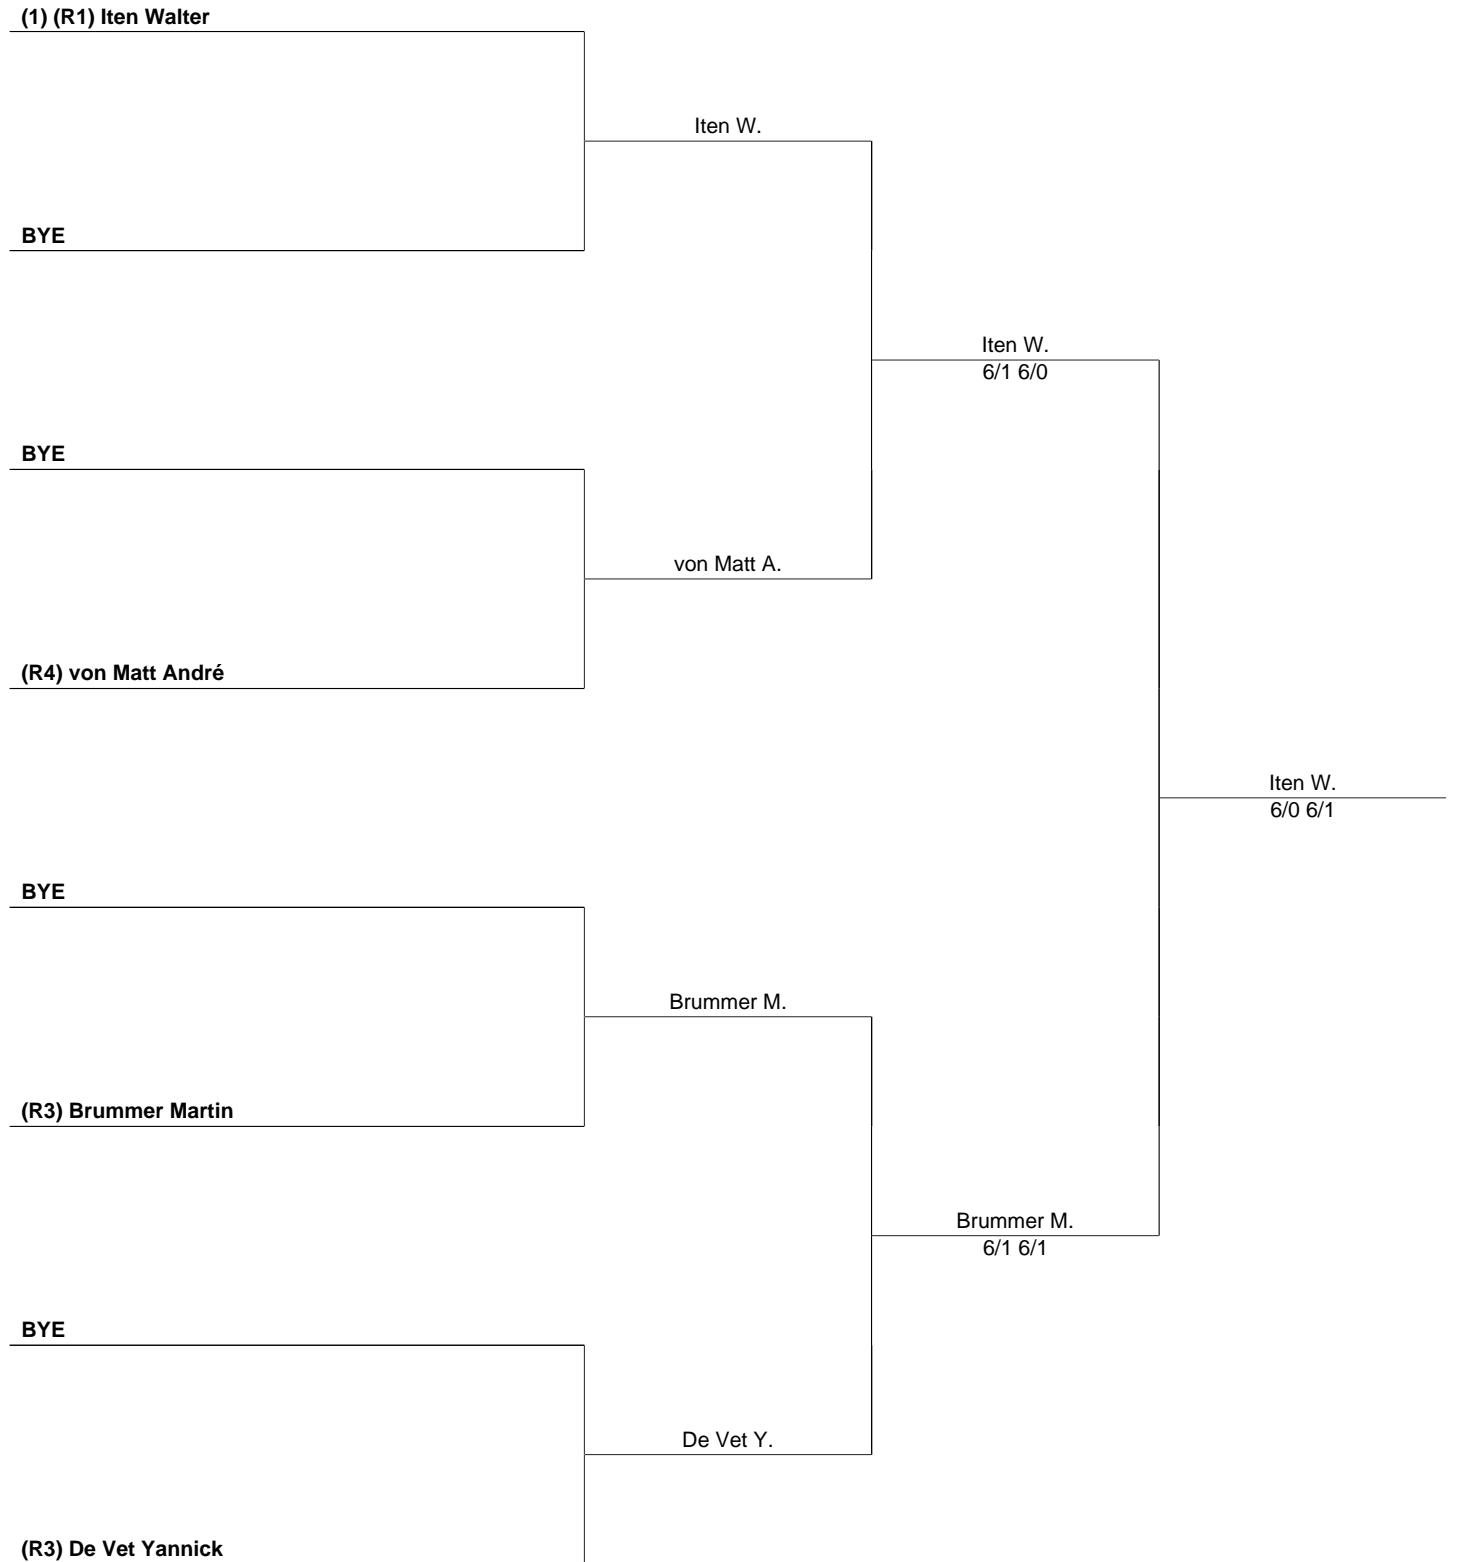 (1) (R1) Iten Walter
Iten W.
BYE
Iten W.
6/1 6/0
BYE
von Matt A.
(R4) von Matt André
Iten W.
6/0 6/1
BYE
Brummer M.
(R3) Brummer Martin
Brummer M.
6/1 6/1
BYE
De Vet Y.
(R3) De Vet Yannick